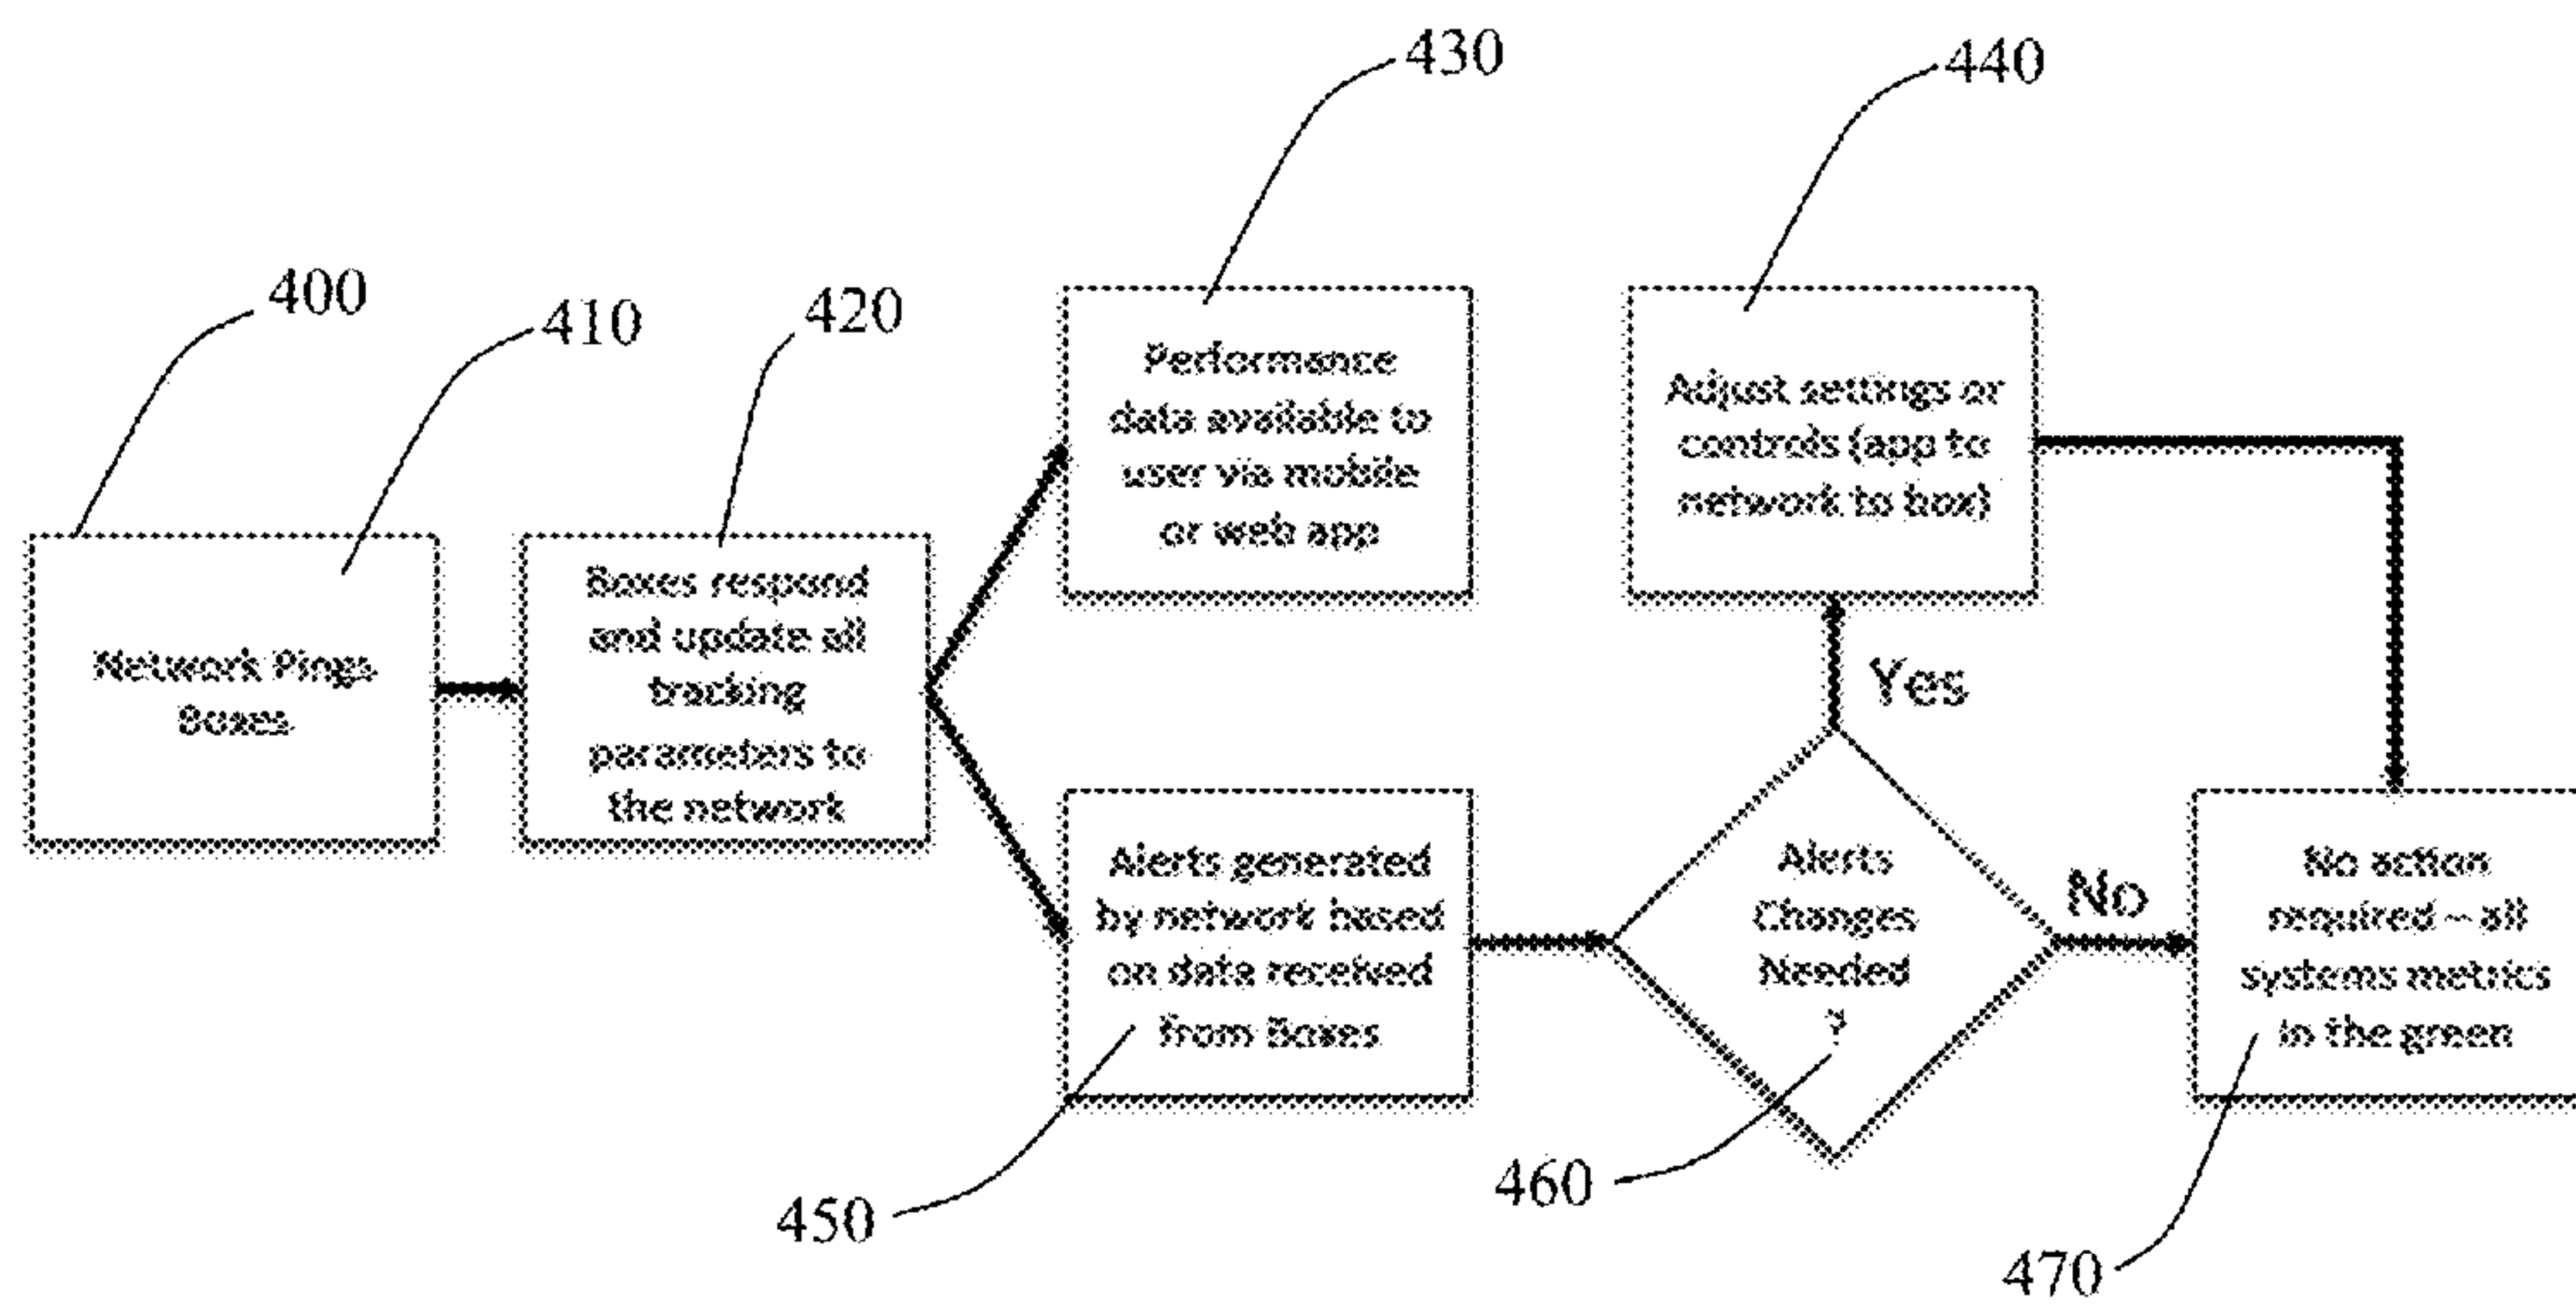 430
440
400
410
420
Performance
data available to
user via mobile
or web app
Adjust settings or
controls (app to
network to box)
Network Pings
Boxes
Boxes respond
and update all
tracking
parameters to
the network
Yes
Alerts generated
by network based
on data received
from Boxes
Alerts
Changes
Needed
?
No
No action
required – all
systems metrics
in the green
450
460
470